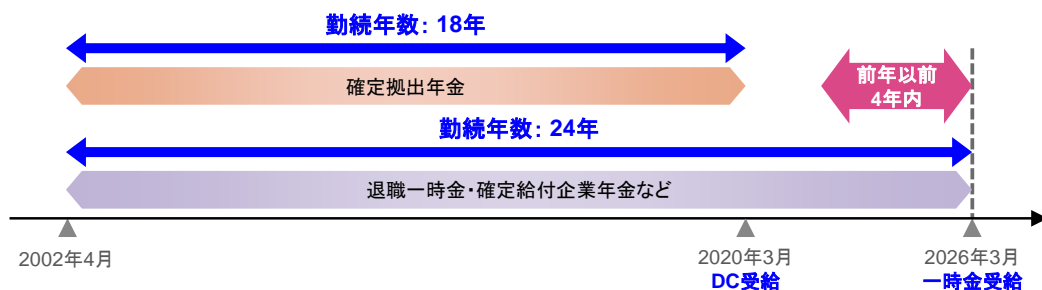 勤続年数: 18年
確定拠出年金
前年以前
4年内
勤続年数: 24年
退職一時金・確定給付企業年金など
2002年4月
2020年3月
DC受給
2026年3月
一時金受給